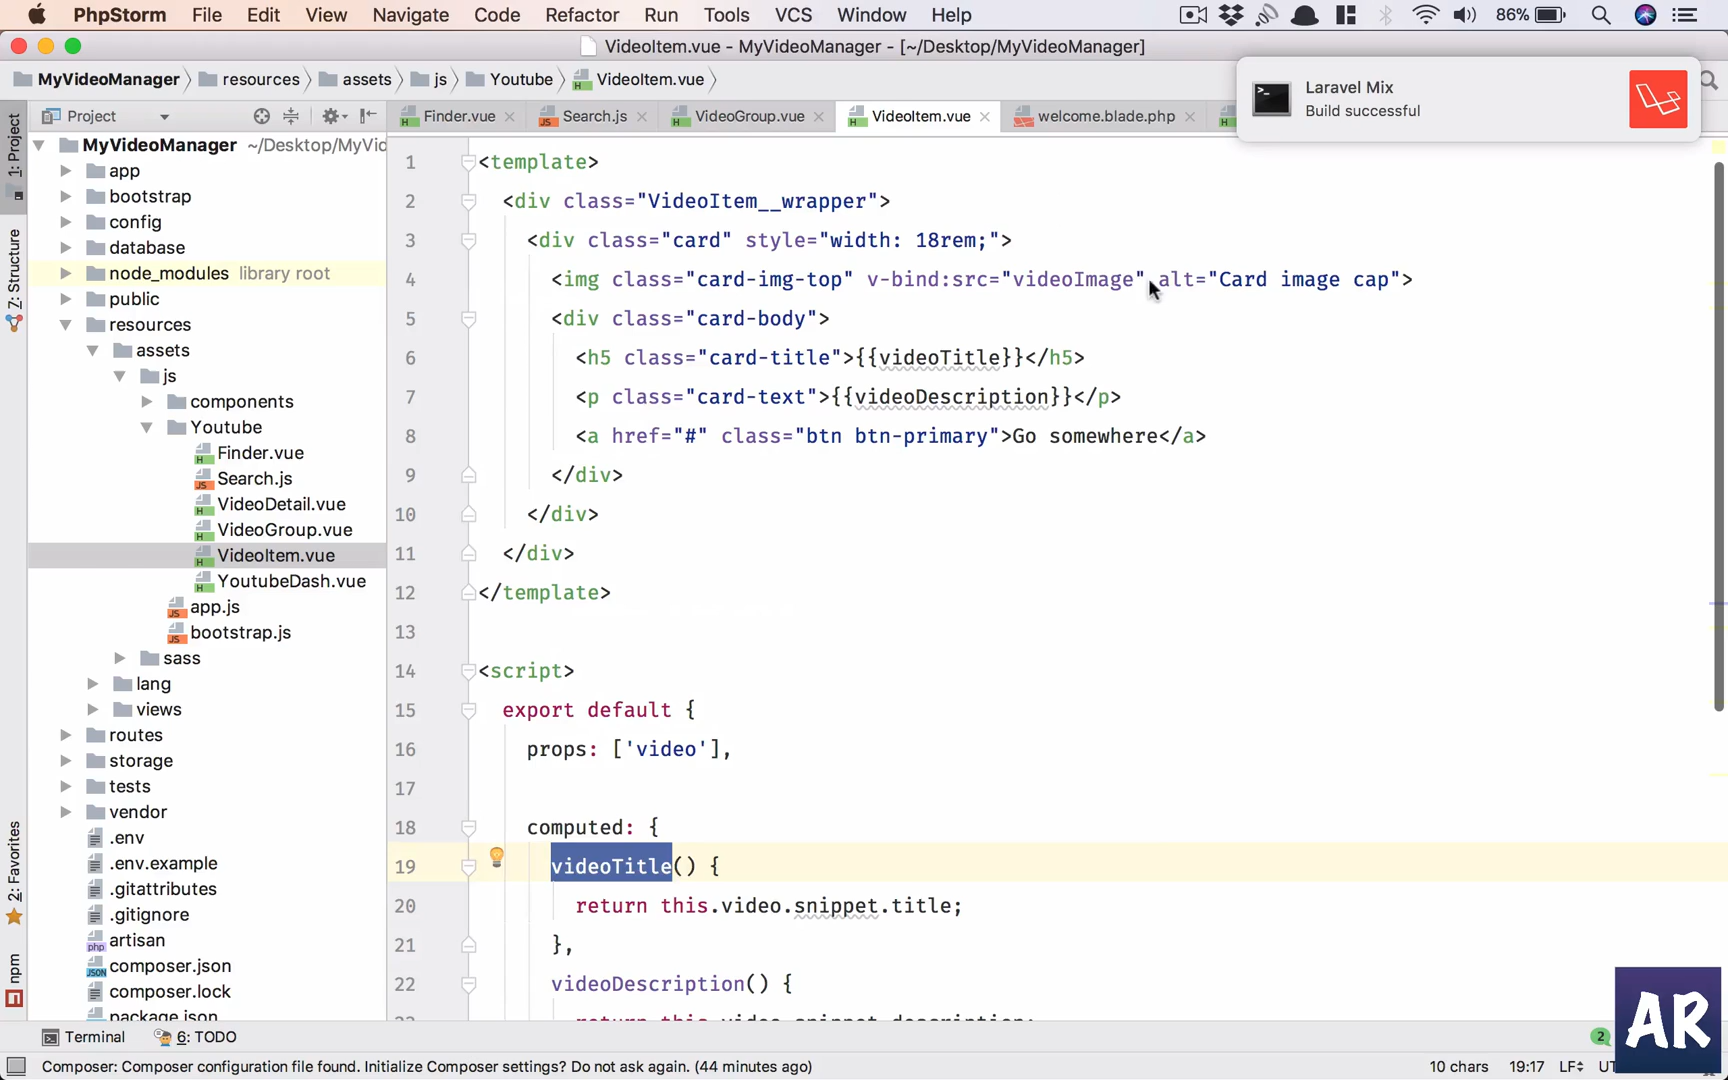 PhpStorm File Edit View Navigate Code Refactor Run Tools VCS Window Help 86%
VideoItem.vue - MyVideoManager - [~/Desktop/MyVideoManager]
MyVideoManager resources assets js Youtube VideoItem.vue
Laravel Mix
Build successful
Project
Finder.vue Search.js VideoGroup.vue VideoItem.vue welcome.blade.php
1: Project
Z: Structure
2: Favorites
npm
MyVideoManager ~/Desktop/MyVid
app
bootstrap
config
database
node_modules library root
public
resources
assets
js
components
Youtube
Finder.vue
Search.js
VideoDetail.vue
VideoGroup.vue
VideoItem.vue
YoutubeDash.vue
app.js
bootstrap.js
sass
lang
views
routes
storage
tests
vendor
.env
.env.example
.gitattributes
.gitignore
artisan
composer.json
composer.lock
package.json
1 <template>
2 <div class="VideoItem__wrapper">
3 <div class="card" style="width: 18rem;">
4 <img class="card-img-top" v-bind:src="videoImage" alt="Card image cap">
5 <div class="card-body">
6 <h5 class="card-title">{{videoTitle}}</h5>
7 <p class="card-text">{{videoDescription}}</p>
8 <a href="#" class="btn btn-primary">Go somewhere</a>
9 </div>
10 </div>
11 </div>
12 </template>
13
14 <script>
15 export default {
16 props: ['video'],
17
18 computed: {
19 videoTitle() {
20 return this.video.snippet.title;
21 },
22 videoDescription() {
23 return this.video.snippet.description;
Terminal 6: TODO 2
AR
Composer: Composer configuration file found. Initialize Composer settings? Do not ask again. (44 minutes ago) 10 chars 19:17 LF